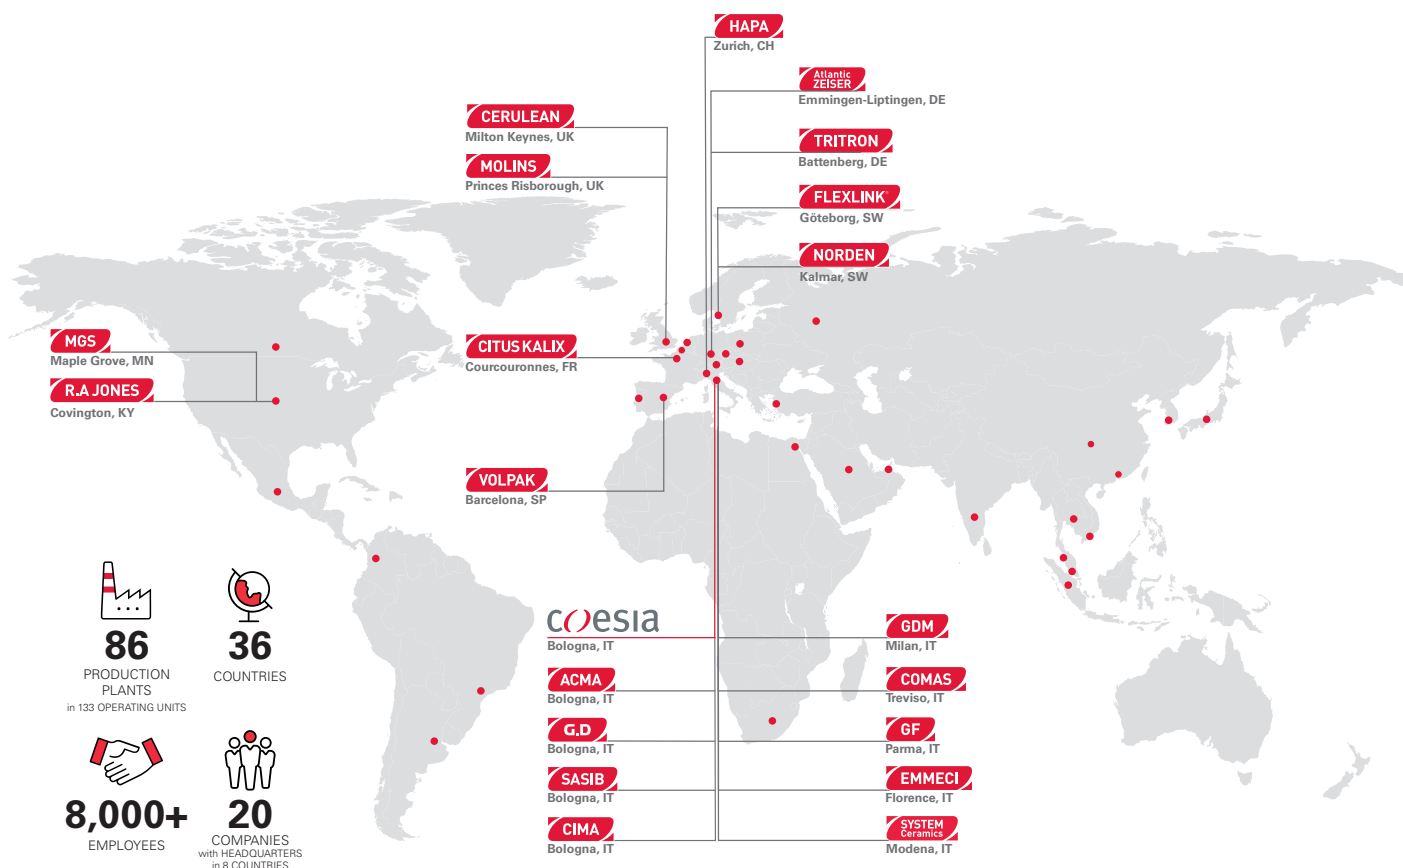 HAPA
Zurich, CH
Atlantic
ZEISER
Emmingen-Liptingen, DE
CERULEAN
Milton Keynes, UK
TRITRON
Battenberg, DE
MOLINS
Princes Risborough, UK
FLEXLINK
Göteborg, SW
NORDEN
Kalmar, SW
MGS
Maple Grove, MN
R.A JONES
Covington, KY
CITUS KALIX
Courcouronnes, FR
VOLPAK
Barcelona, SP
86
PRODUCTION
PLANTS
in 133 OPERATING UNITS
36
COUNTRIES
8,000+
EMPLOYEES
20
COMPANIES
with HEADQUARTERS
in 8 COUNTRIES
coesia
Bologna, IT
ACMA
Bologna, IT
G.D
Bologna, IT
SASIB
Bologna, IT
CIMA
Bologna, IT
GDM
Milan, IT
COMAS
Treviso, IT
GF
Parma, IT
EMMECI
Florence, IT
SYSTEM
Ceramics
Modena, IT